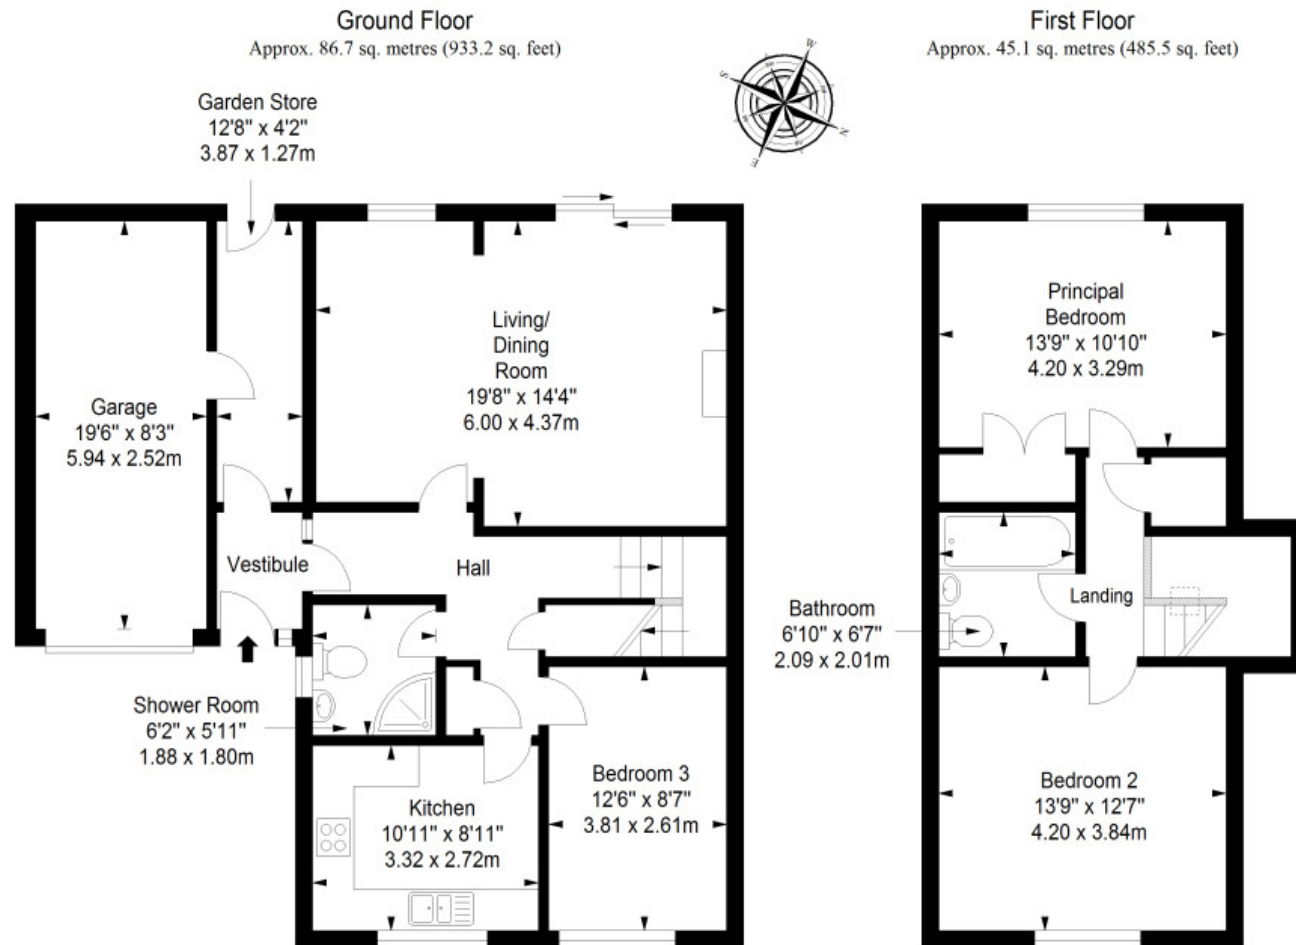 Ground Floor
Approx. 86.7 sq. metres (933.2 sq. feet)
First Floor
Approx. 45.1 sq. metres (485.5 sq. feet)
W
S
N
E
Garden Store
12'8" x 4'2"
3.87 x 1.27m
Garage
19'6" x 8'3"
5.94 x 2.52m
Living/
Dining
Room
19'8" x 14'4"
6.00 x 4.37m
Vestibule
Hall
Shower Room
6'2" x 5'11"
1.88 x 1.80m
Kitchen
10'11" x 8'11"
3.32 x 2.72m
Bedroom 3
12'6" x 8'7"
3.81 x 2.61m
Principal
Bedroom
13'9" x 10'10"
4.20 x 3.29m
Bathroom
6'10" x 6'7"
2.09 x 2.01m
Landing
Bedroom 2
13'9" x 12'7"
4.20 x 3.84m